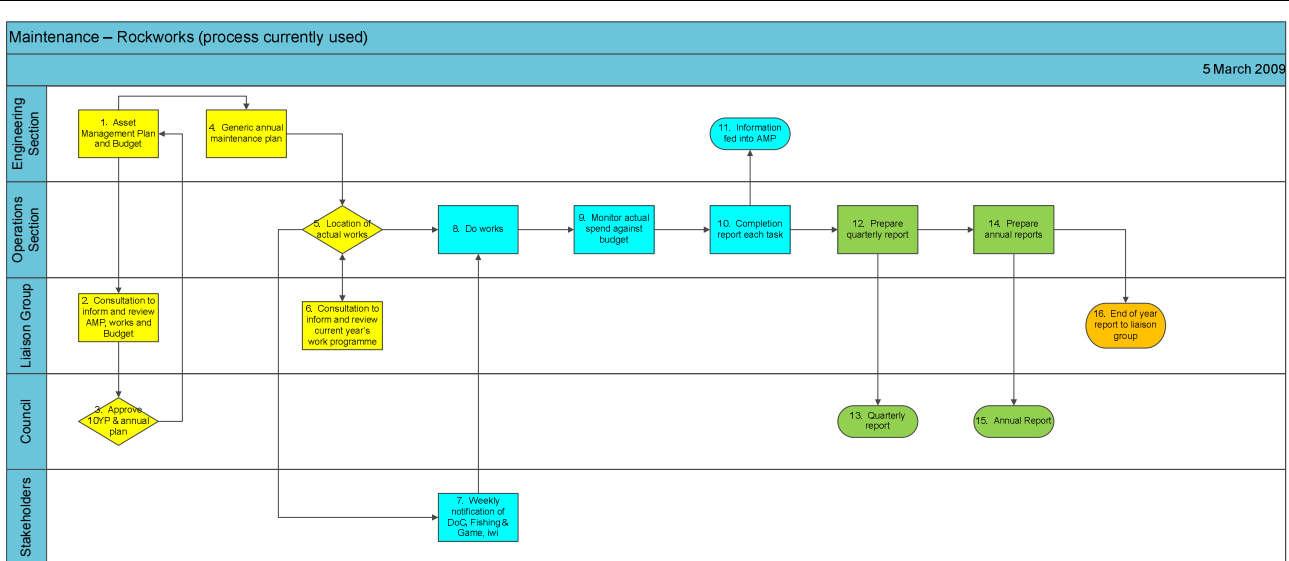 Maintenance – Rockworks (process currently used)
5 March 2009
Engineering
Section
1. Asset
Management Plan
and Budget
4. Generic annual
maintenance plan
11. Information
fed into AMP
Operations
Section
5. Location of
actual works
8. Do works
9. Monitor actual
spend against
budget
10. Completion
report each task
12. Prepare
quarterly report
14. Prepare
annual reports
Liaison Group
2. Consultation to
inform and review
AMP, works and
Budget
6. Consultation to
inform and review
current year's
work programme
16. End of year
report to liaison
group
Council
3. Approve
10YP & annual
plan
13. Quarterly
report
15. Annual Report
Stakeholders
7. Weekly
notification of
DoC, Fishing &
Game, iwi